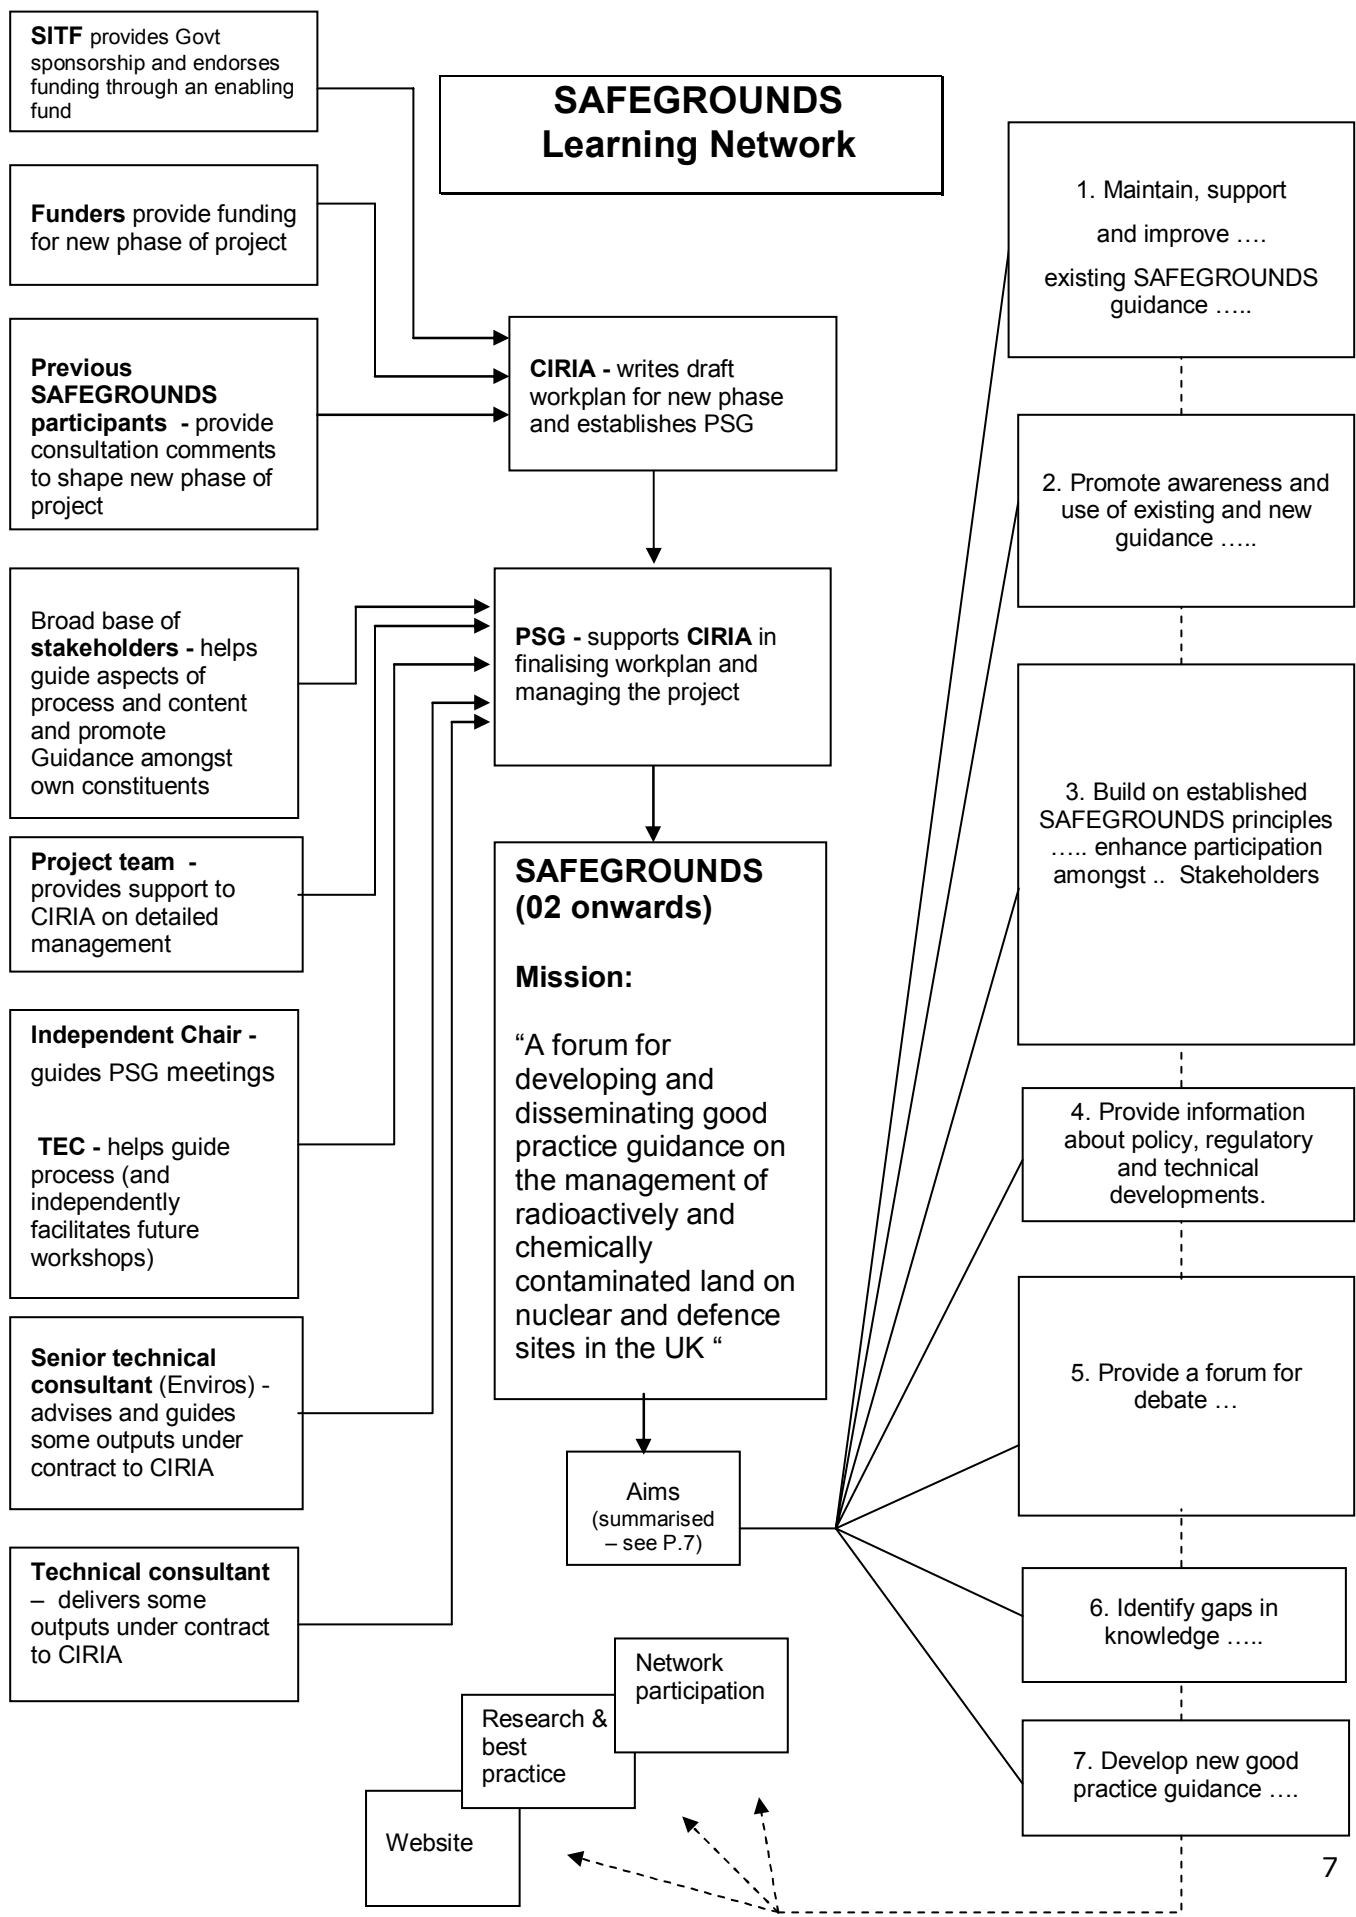 SITF provides Govt
sponsorship and endorses
funding through an enabling
fund
SAFEGROUNDS
Learning Network
Funders provide funding
for new phase of project
Previous
SAFEGROUNDS
participants - provide
consultation comments
to shape new phase of
project
CIRIA - writes draft
workplan for new phase
and establishes PSG
Broad base of
stakeholders - helps
guide aspects of
process and content
and promote
Guidance amongst
own constituents
PSG - supports CIRIA in
finalising workplan and
managing the project
Project team -
provides support to
CIRIA on detailed
management
Independent Chair -
guides PSG meetings
TEC - helps guide
process (and
independently
facilitates future
workshops)
Senior technical
consultant (Enviros) -
advises and guides
some outputs under
contract to CIRIA
Technical consultant
– delivers some
outputs under contract
to CIRIA
SAFEGROUNDS
(02 onwards)
Mission:
“A forum for
developing and
disseminating good
practice guidance on
the management of
radioactively and
chemically
contaminated land on
nuclear and defence
sites in the UK “
Aims
(summarised
– see P.7)
1. Maintain, support
and improve ….
existing SAFEGROUNDS
guidance …..
2. Promote awareness and
use of existing and new
guidance …..
3. Build on established
SAFEGROUNDS principles
….. enhance participation
amongst .. Stakeholders
4. Provide information
about policy, regulatory
and technical
developments.
5. Provide a forum for
debate …
6. Identify gaps in
knowledge …..
7. Develop new good
practice guidance ….
Network
participation
Research &
best
practice
Website
7